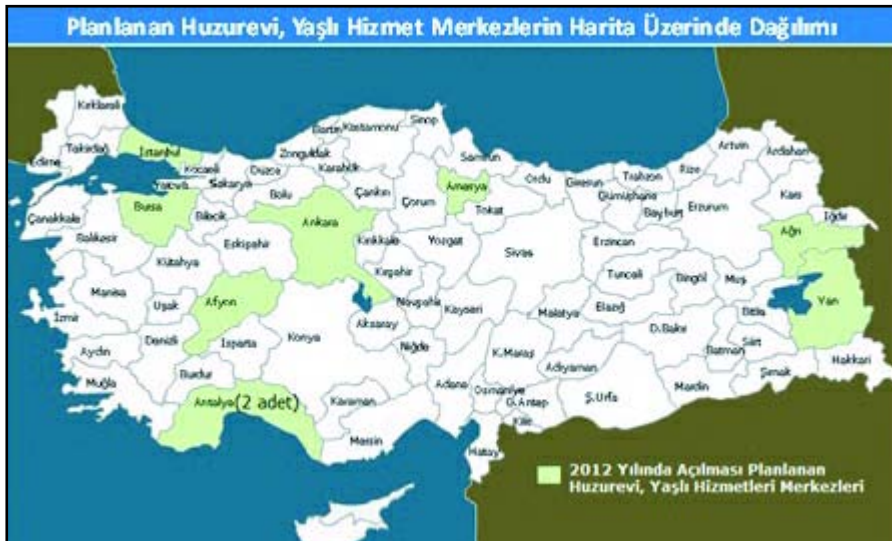 Planlanan Huzurevi, Yaşlı Hizmet Merkezlerin Harita Üzerinde Dağılımı
Kırklareli
Edirne
Tekirdağ
İstanbul
Kocaeli
Yalova
Sakarya
Düzce
Zonguldak
Bartın
Karabük
Kastamonu
Sinop
Samsun
Ordu
Giresun
Trabzon
Rize
Artvin
Ardahan
Kars
Iğdır
Çanakkale
Balıkesir
Bursa
Bilecik
Bolu
Çankırı
Çorum
Amasya
Tokat
Gümüşhane
Bayburt
Erzurum
Ağrı
Eskişehir
Ankara
Kırıkkale
Yozgat
Sivas
Erzincan
Kütahya
Kırşehir
Tunceli
Bingöl
Muş
Van
Manisa
Uşak
Afyon
Nevşehir
Kayseri
Malatya
Elazığ
Bitlis
İzmir
Aydın
Denizli
Isparta
Konya
Aksaray
Niğde
K.Maraş
Adıyaman
D.Bakır
Batman
Siirt
Hakkari
Muğla
Burdur
Antalya(2 adet)
Karaman
Mersin
Adana
Osmaniye
G.Antep
Kilis
Ş.Urfa
Mardin
Şırnak
Hatay
2012 Yılında Açılması Planlanan
Huzurevi, Yaşlı Hizmetleri Merkezleri